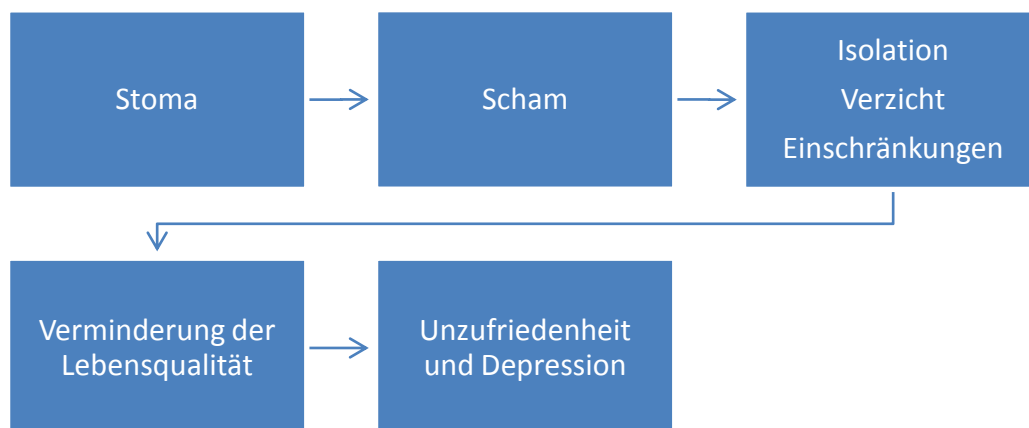 Stoma
Scham
Isolation
Verzicht
Einschränkungen
Verminderung der
Lebensqualität
Unzufriedenheit
und Depression